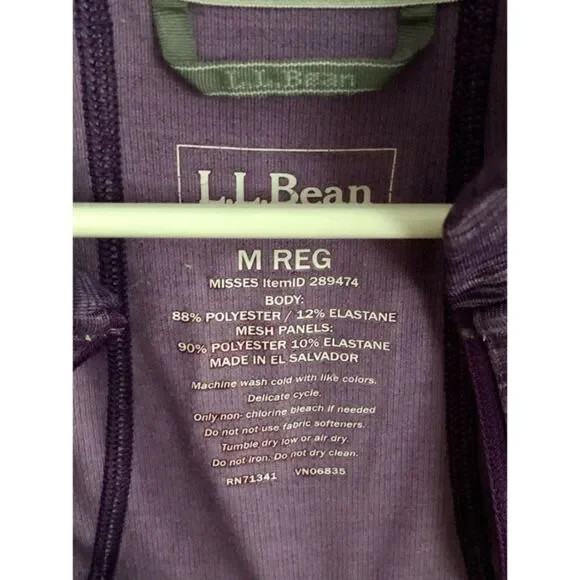 L.L.Bean
L.L.Bean
M REG
MISSES ItemID 289474
BODY:
88% POLYESTER / 12% ELASTANE
MESH PANELS:
90% POLYESTER 10% ELASTANE
MADE IN EL SALVADOR
Machine wash cold with like colors.
Delicate cycle.
Only non- chlorine bleach if needed
Do not use fabric softeners.
Tumble dry low or air dry.
Do not iron. Do not dry clean.
RN71341 VN06835